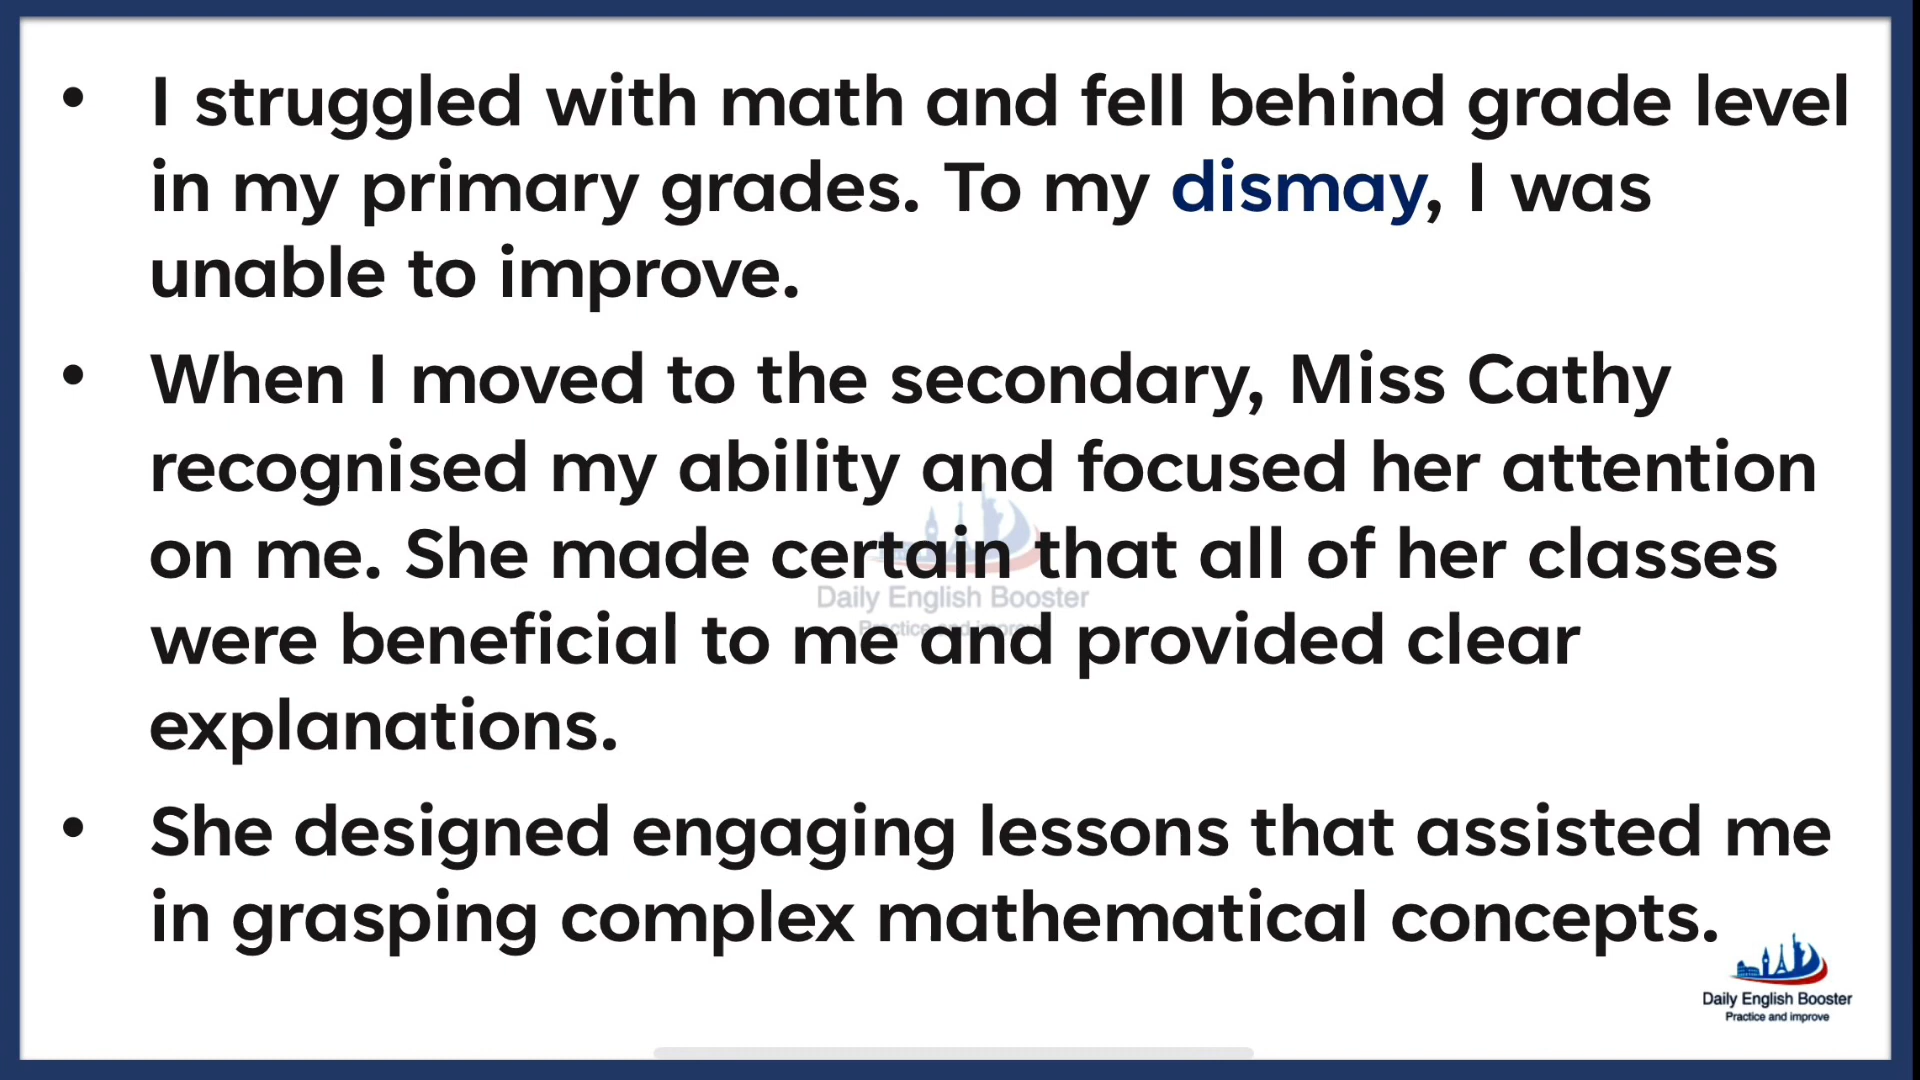 • I struggled with math and fell behind grade level
in my primary grades. To my dismay, I was
unable to improve.
• When I moved to the secondary, Miss Cathy
recognised my ability and focused her attention
on me. She made certain that all of her classes
Daily English Booster
Practice and improve
were beneficial to me and provided clear
explanations.
• She designed engaging lessons that assisted me
in grasping complex mathematical concepts.
Daily English Booster
Practice and improve